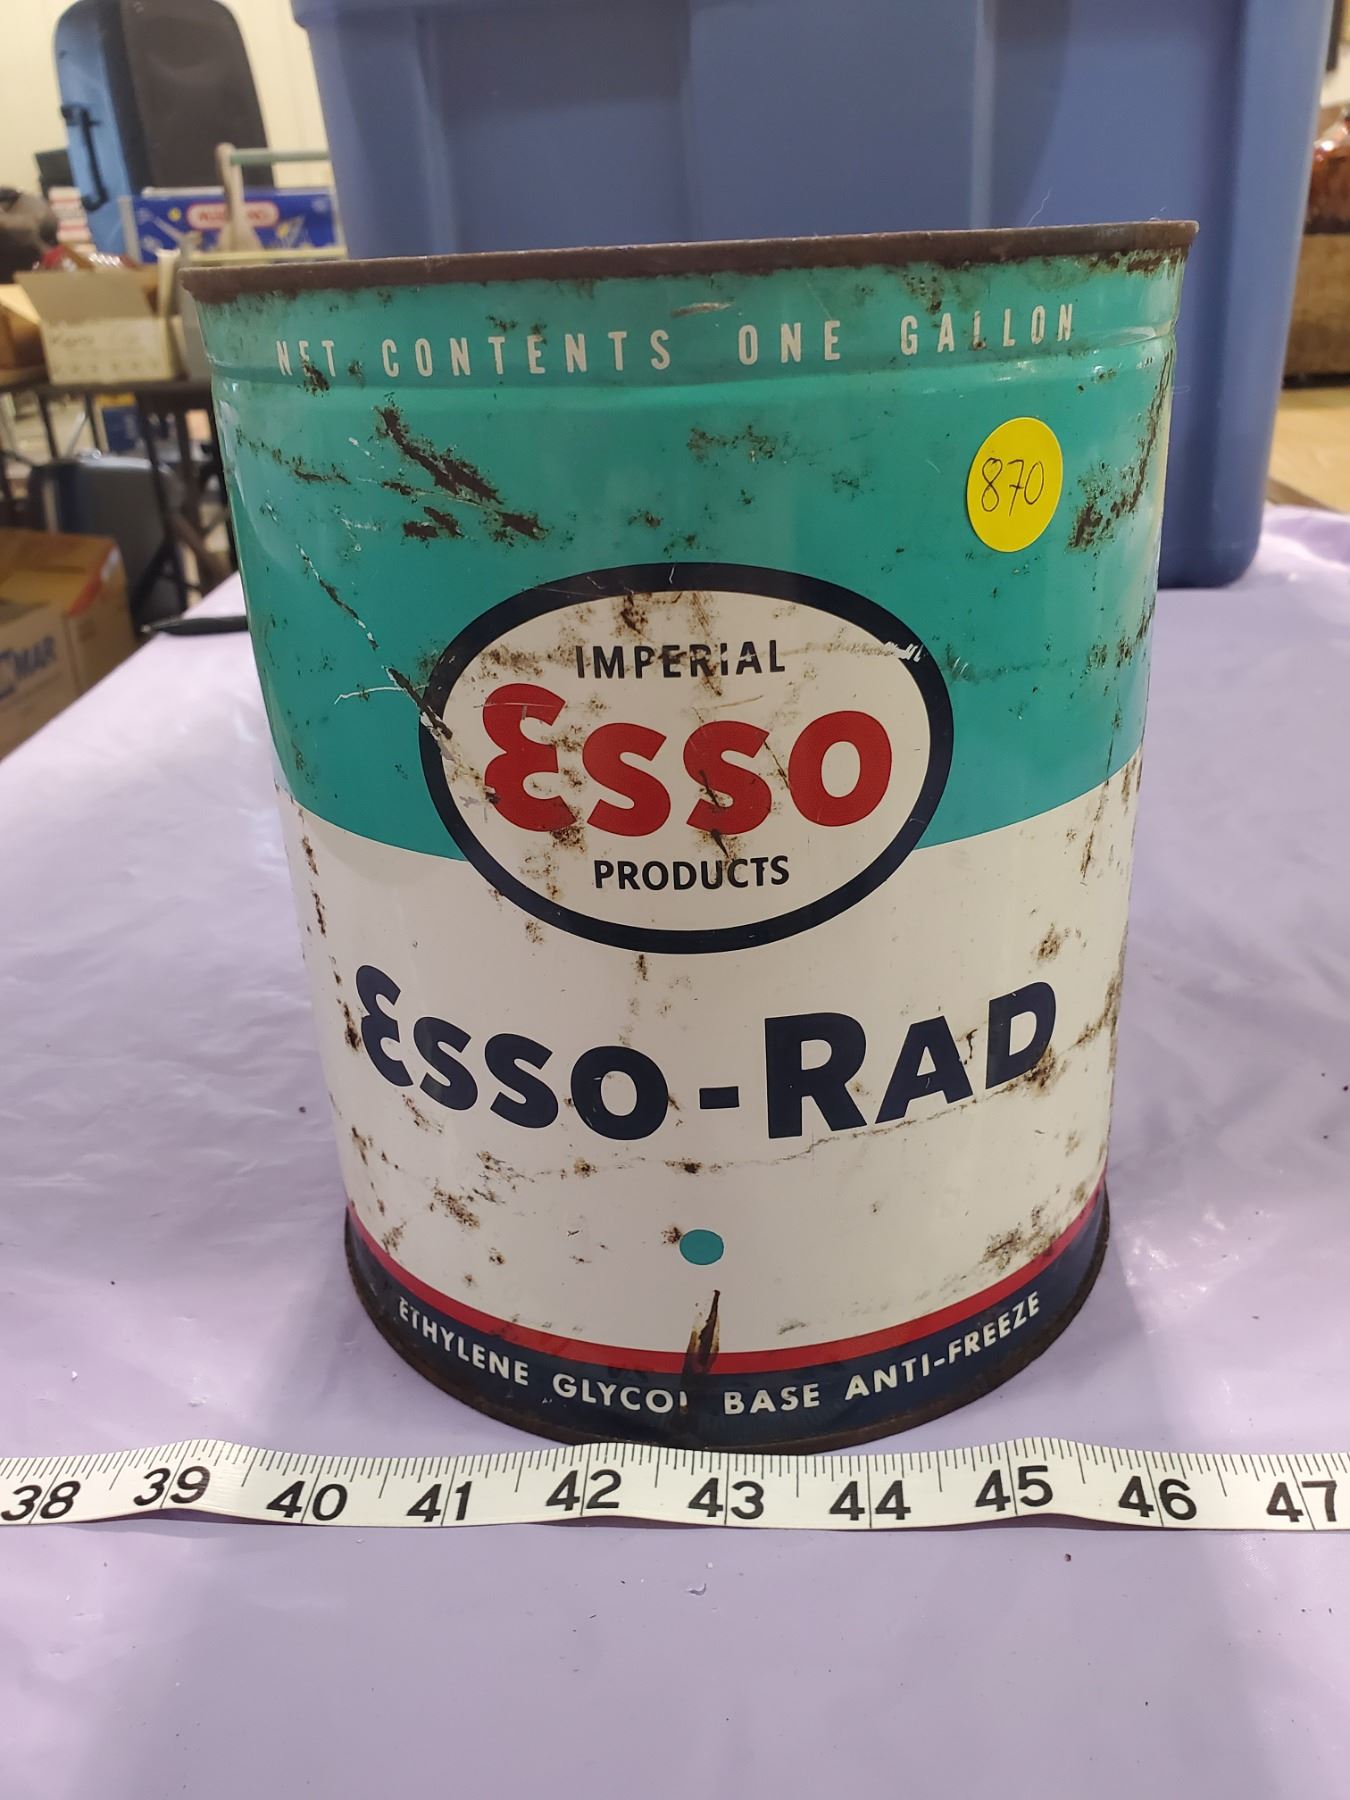 NET CONTENTS ONE GALLON
870
IMPERIAL
Esso
PRODUCTS
Esso-Rad
ETHYLENE GLYCOL BASE ANTI-FREEZE
38 39 40 41 42 43 44 45 46 47